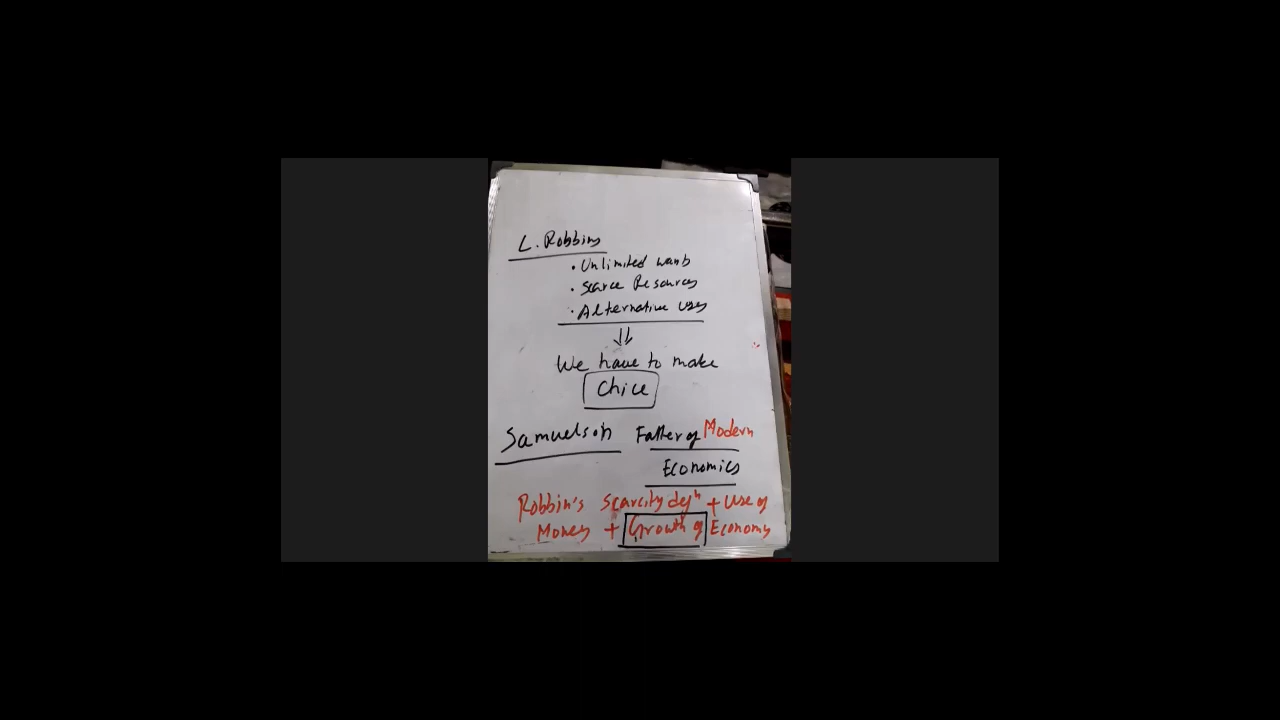 L. Robbins
• Unlimited wants
• Scarce Resources
• Alternative Uses
We have to make
Chice
Samuelson Father of Modern
Economics
Robbin's Scarcity defⁿ + Use of
Money + Growth of Economy